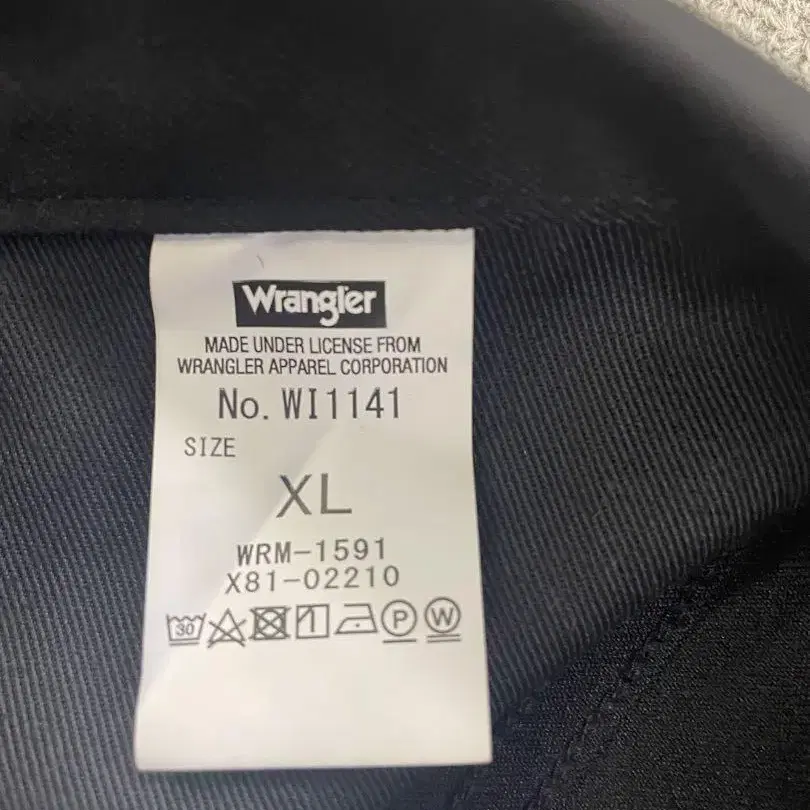 Wrangler
MADE UNDER LICENSE FROM
WRANGLER APPAREL CORPORATION
No. WI1141
SIZE
XL
WRM-1591
X81-02210
30 P W